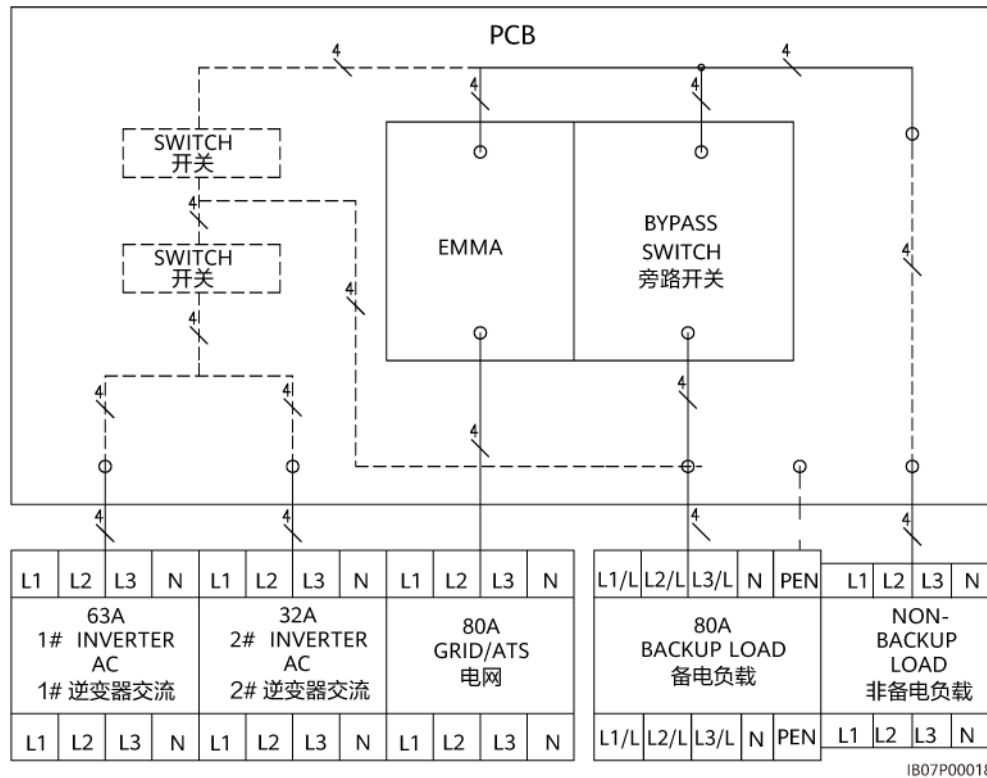 PCB
4
4
4
4
SWITCH
开关
4
SWITCH
开关
4
EMMA
BYPASS
SWITCH
旁路开关
4
4
4
4
4
4
4
4
4
4
4
L1 L2 L3 N L1 L2 L3 N L1 L2 L3 N L1/L L2/L L3/L N PEN L1 L2 L3 N
63A
1# INVERTER
AC
1# 逆变器交流
32A
2# INVERTER
AC
2# 逆变器交流
80A
GRID/ATS
电网
80A
BACKUP LOAD
备电负载
NON-
BACKUP
LOAD
非备电负载
L1 L2 L3 N L1 L2 L3 N L1 L2 L3 N L1/L L2/L L3/L N PEN L1 L2 L3 N
IB07P00018